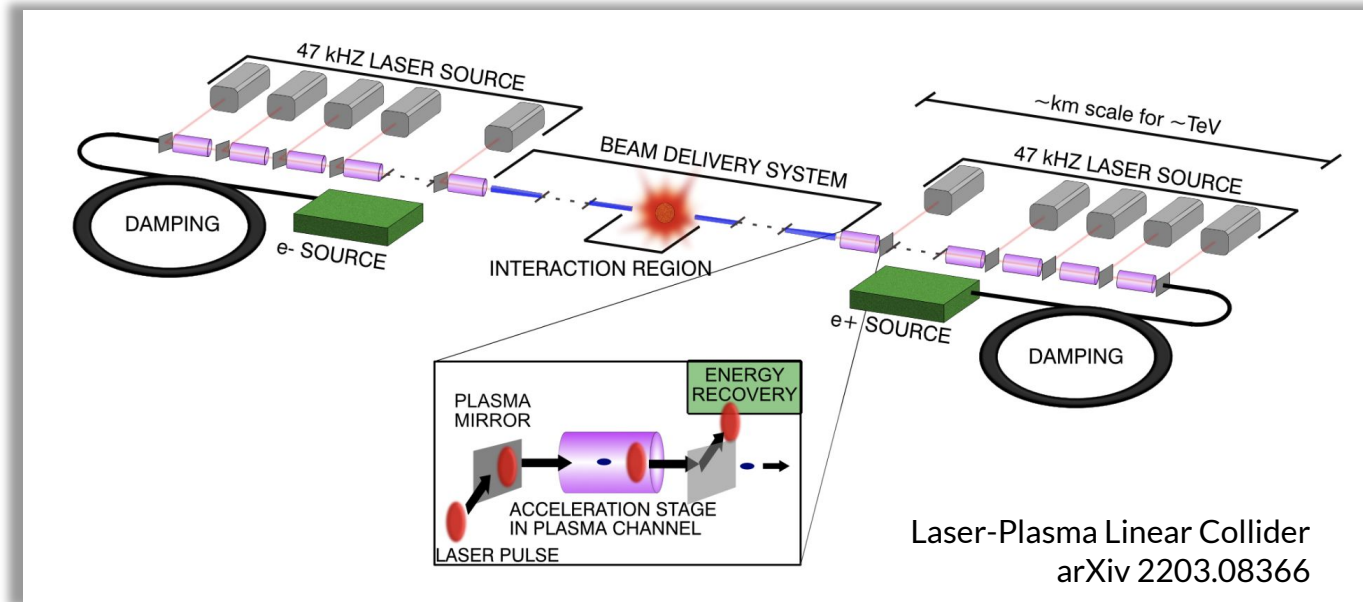 47 kHZ LASER SOURCE
~km scale for ~TeV
BEAM DELIVERY SYSTEM
47 kHZ LASER SOURCE
DAMPING
e- SOURCE
INTERACTION REGION
e+ SOURCE
DAMPING
ENERGY
RECOVERY
PLASMA
MIRROR
ACCELERATION STAGE
IN PLASMA CHANNEL
LASER PULSE
Laser-Plasma Linear Collider
arXiv 2203.08366